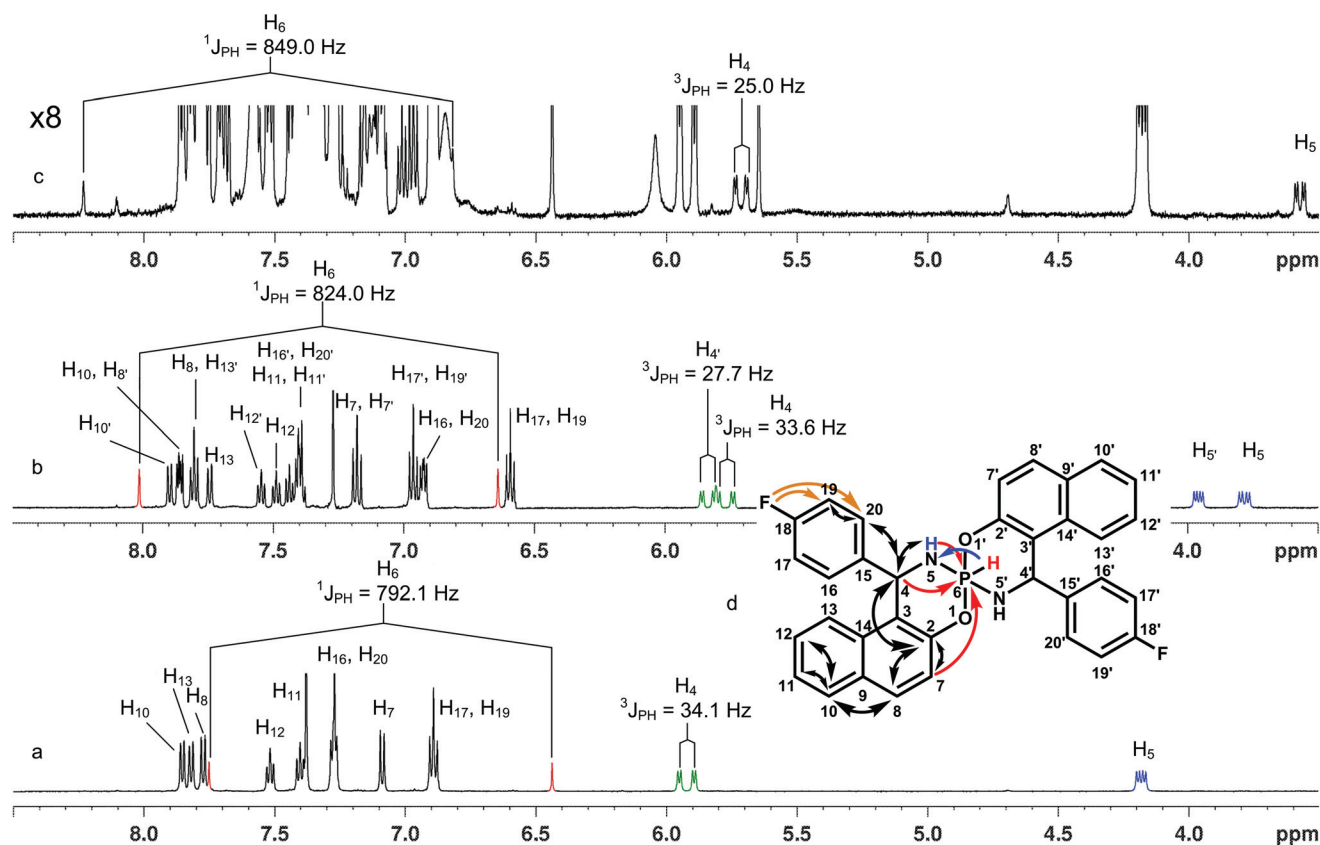 H6
1JPH = 849.0 Hz
H4
3JPH = 25.0 Hz
x8
H5
c
8.0 7.5 7.0 6.5 6.0 5.5 5.0 4.5 4.0 ppm
H6
1JPH = 824.0 Hz
H16', H20'
H8, H13'
H11, H11'
H17', H19'
H4'
3JPH = 27.7 Hz
H10, H8'
H10'
H13
H12'
H12
H7, H7'
H16, H20
H17, H19
H4
3JPH = 33.6 Hz
H5'
H5
b
8.0 7.5 7.0 6.5 6.0 4.0 ppm
8'
10'
7'
9'
11'
F
19
20
2'
14'
12'
18
H
O
1'
3'
13'
17
15
N
5
P
6
H
4'
15'
16'
17'
16
4
5'
N
H
13
3
O
1
20'
18'
F
d
12
14
2
19'
11
9
7
10
8
H6
1JPH = 792.1 Hz
H16, H20
H13
H8
H11
H10
H12
H7
H17, H19
H4
3JPH = 34.1 Hz
H5
a
8.0 7.5 7.0 6.5 6.0 5.5 5.0 4.5 4.0 ppm